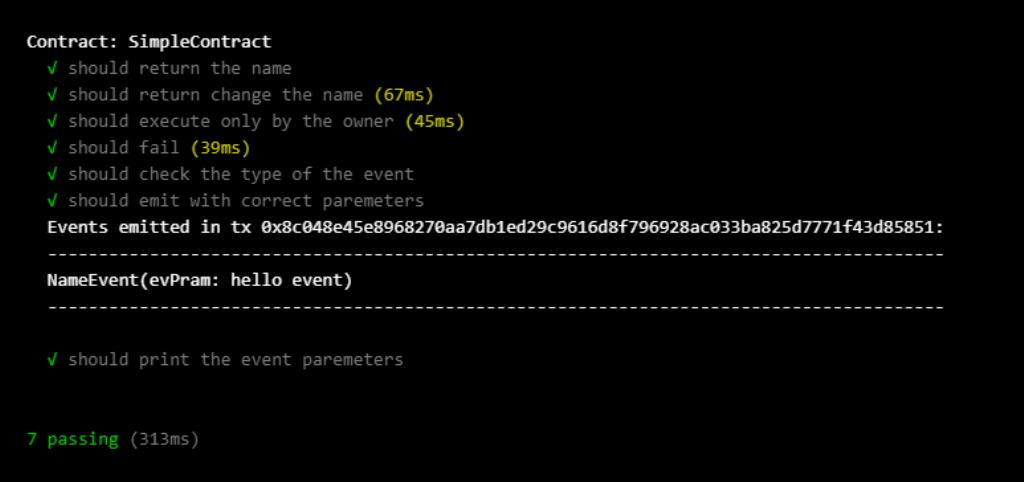 Contract: SimpleContract
√ should return the name
√ should return change the name (67ms)
√ should execute only by the owner (45ms)
√ should fail (39ms)
√ should check the type of the event
√ should emit with correct paremeters
Events emitted in tx 0x8c048e45e8968270aa7db1ed29c9616d8f796928ac033ba825d7771f43d85851:
----------------------------------------------------------------------------------------
NameEvent(evPram: hello event)
----------------------------------------------------------------------------------------
√ should print the event paremeters
7 passing (313ms)